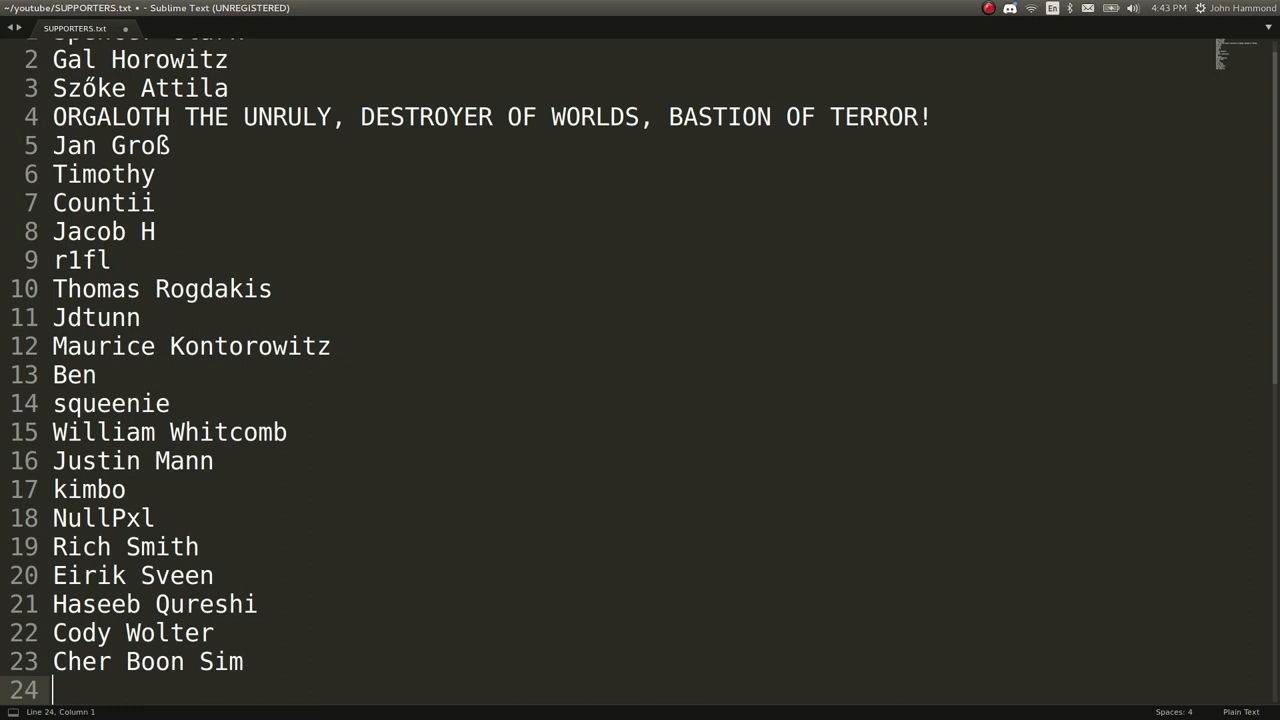 ~/youtube/SUPPORTERS.txt • - Sublime Text (UNREGISTERED)
En
4:43 PM
John Hammond
SUPPORTERS.txt
2 Gal Horowitz
3 Szőke Attila
4 ORGALOTH THE UNRULY, DESTROYER OF WORLDS, BASTION OF TERROR!
5 Jan Groß
6 Timothy
7 Countii
8 Jacob H
9 r1fl
10 Thomas Rogdakis
11 Jdtunn
12 Maurice Kontorowitz
13 Ben
14 squeenie
15 William Whitcomb
16 Justin Mann
17 kimbo
18 NullPxl
19 Rich Smith
20 Eirik Sveen
21 Haseeb Qureshi
22 Cody Wolter
23 Cher Boon Sim
24
Line 24, Column 1
Spaces: 4
Plain Text